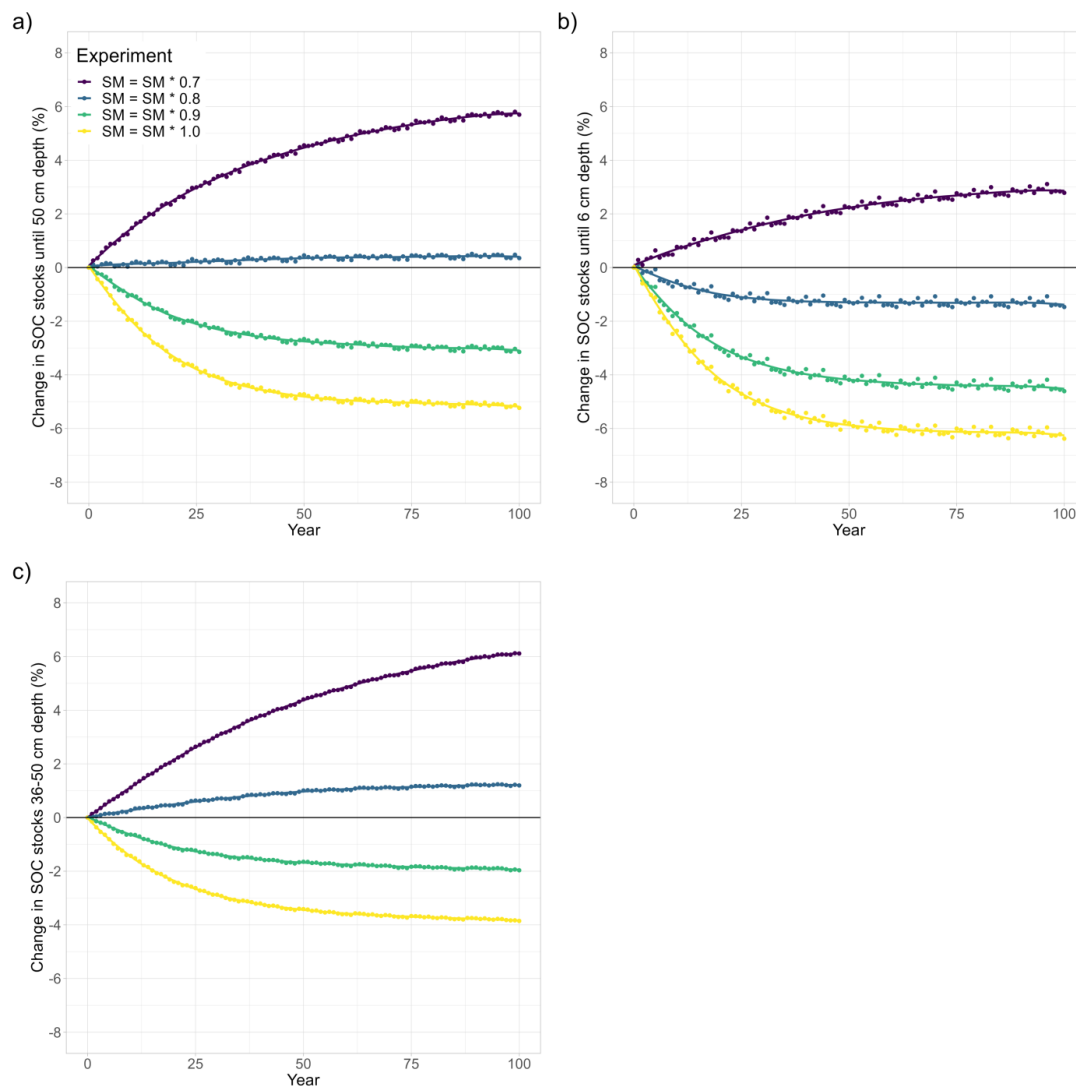 a)
Experiment
SM = SM * 0.7
SM = SM * 0.8
SM = SM * 0.9
SM = SM * 1.0
Change in SOC stocks until 50 cm depth (%)
8
6
4
2
0
-2
-4
-6
-8
0 25 50 75 100
Year
b)
Change in SOC stocks until 6 cm depth (%)
8
6
4
2
0
-2
-4
-6
-8
0 25 50 75 100
Year
c)
Change in SOC stocks 36-50 cm depth (%)
8
6
4
2
0
-2
-4
-6
-8
0 25 50 75 100
Year